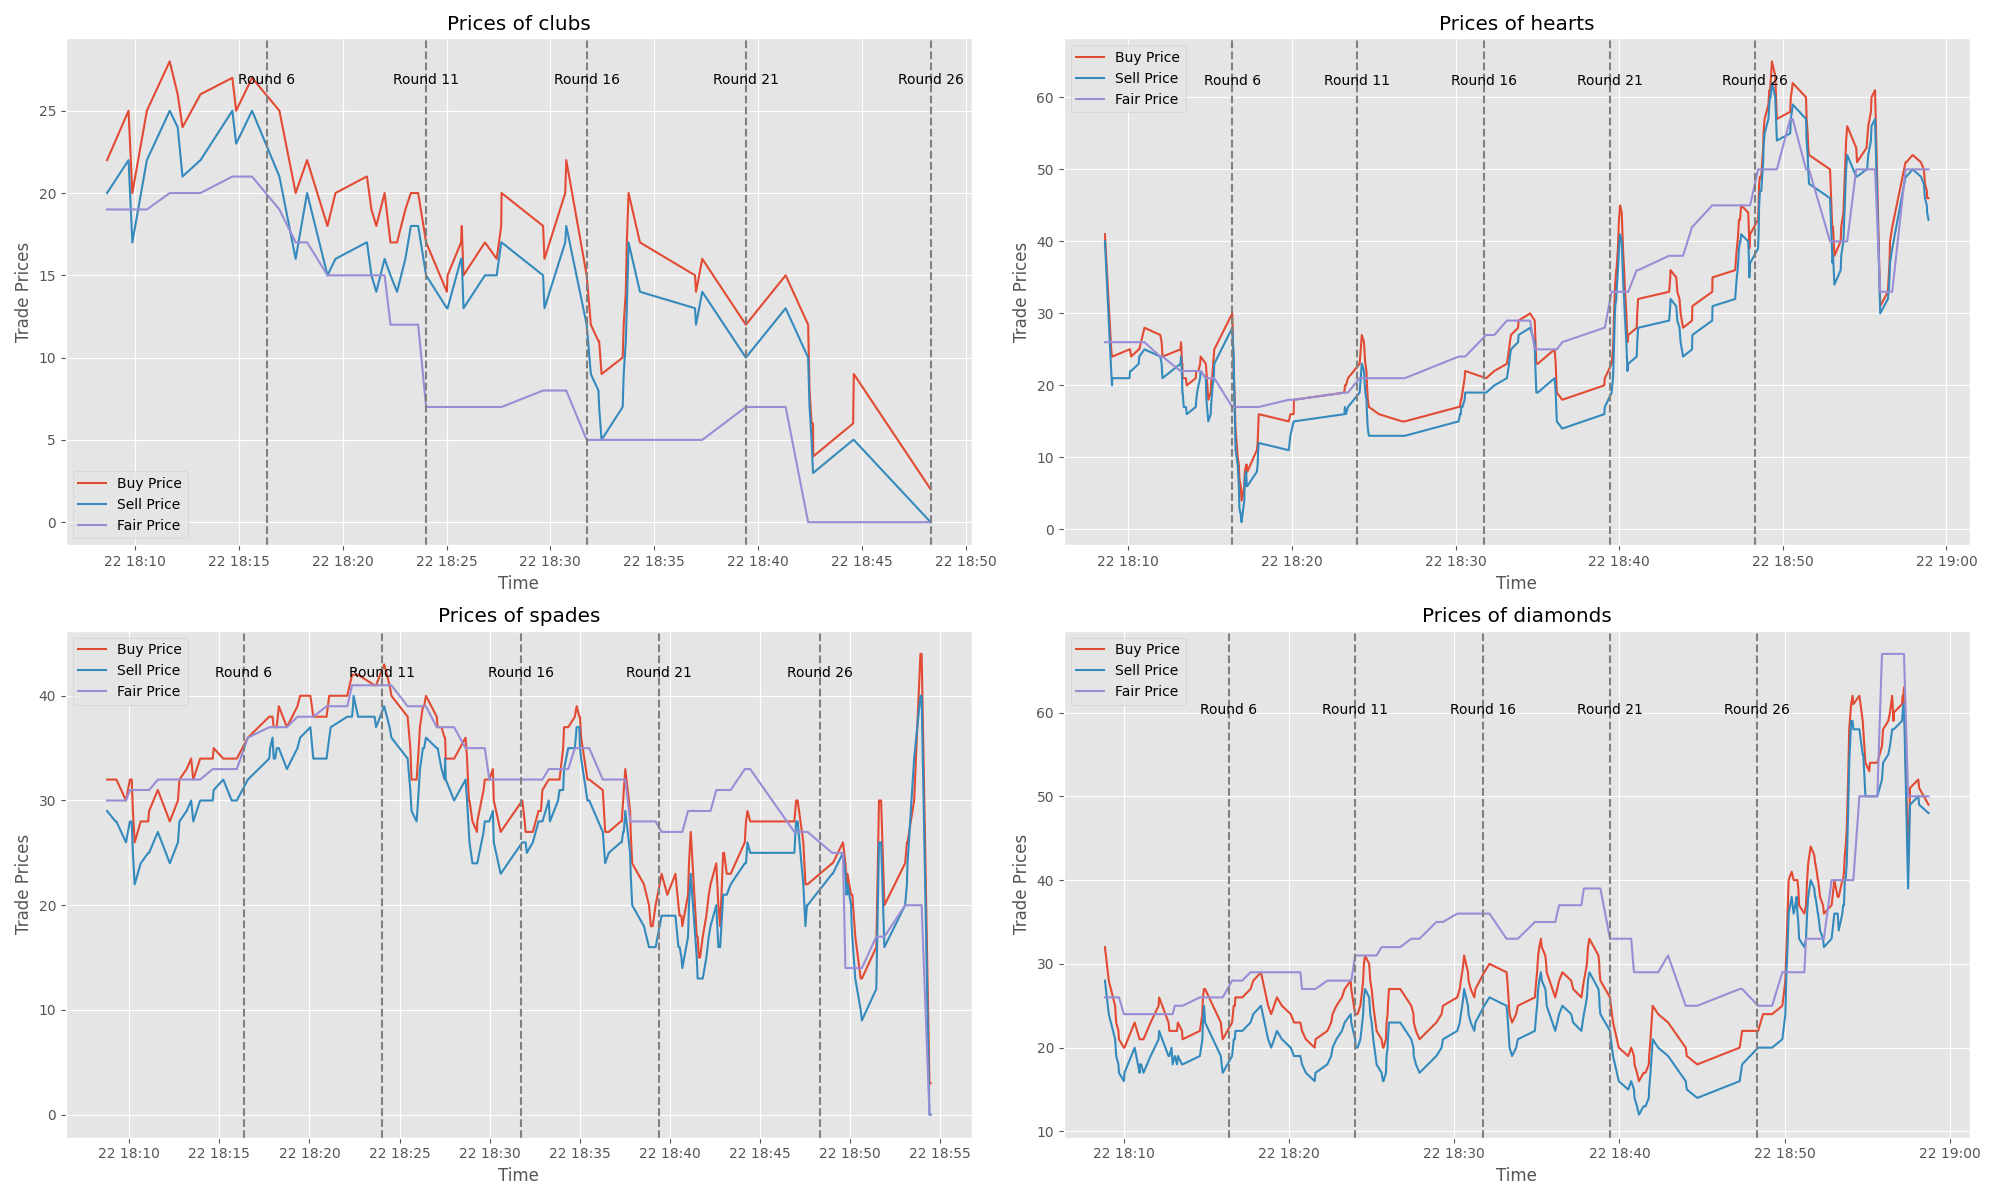 Prices of clubs
Round 6
Round 11
Round 16
Round 21
Round 26
25
20
15
10
5
0
Trade Prices
Buy Price
Sell Price
Fair Price
22 18:10
22 18:15
22 18:20
22 18:25
22 18:30
22 18:35
22 18:40
22 18:45
22 18:50
Time
Prices of hearts
Buy Price
Sell Price
Fair Price
Round 6
Round 11
Round 16
Round 21
Round 26
60
50
40
30
20
10
0
Trade Prices
22 18:10
22 18:20
22 18:30
22 18:40
22 18:50
22 19:00
Time
Prices of spades
Buy Price
Sell Price
Fair Price
Round 6
Round 11
Round 16
Round 21
Round 26
40
30
20
10
0
Trade Prices
22 18:10
22 18:15
22 18:20
22 18:25
22 18:30
22 18:35
22 18:40
22 18:45
22 18:50
22 18:55
Time
Prices of diamonds
Buy Price
Sell Price
Fair Price
Round 6
Round 11
Round 16
Round 21
Round 26
60
50
40
30
20
10
Trade Prices
22 18:10
22 18:20
22 18:30
22 18:40
22 18:50
22 19:00
Time